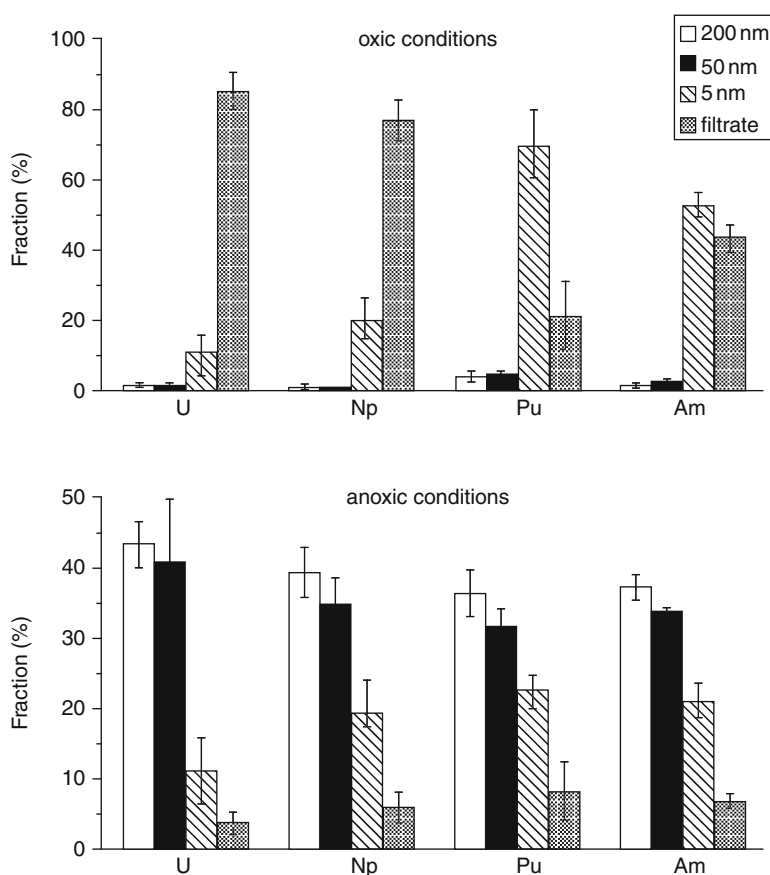 100
80
60
40
20
0
Fraction (%)
oxic conditions
200 nm
50 nm
5 nm
filtrate
U Np Pu Am
50
40
30
20
10
0
Fraction (%)
anoxic conditions
U Np Pu Am